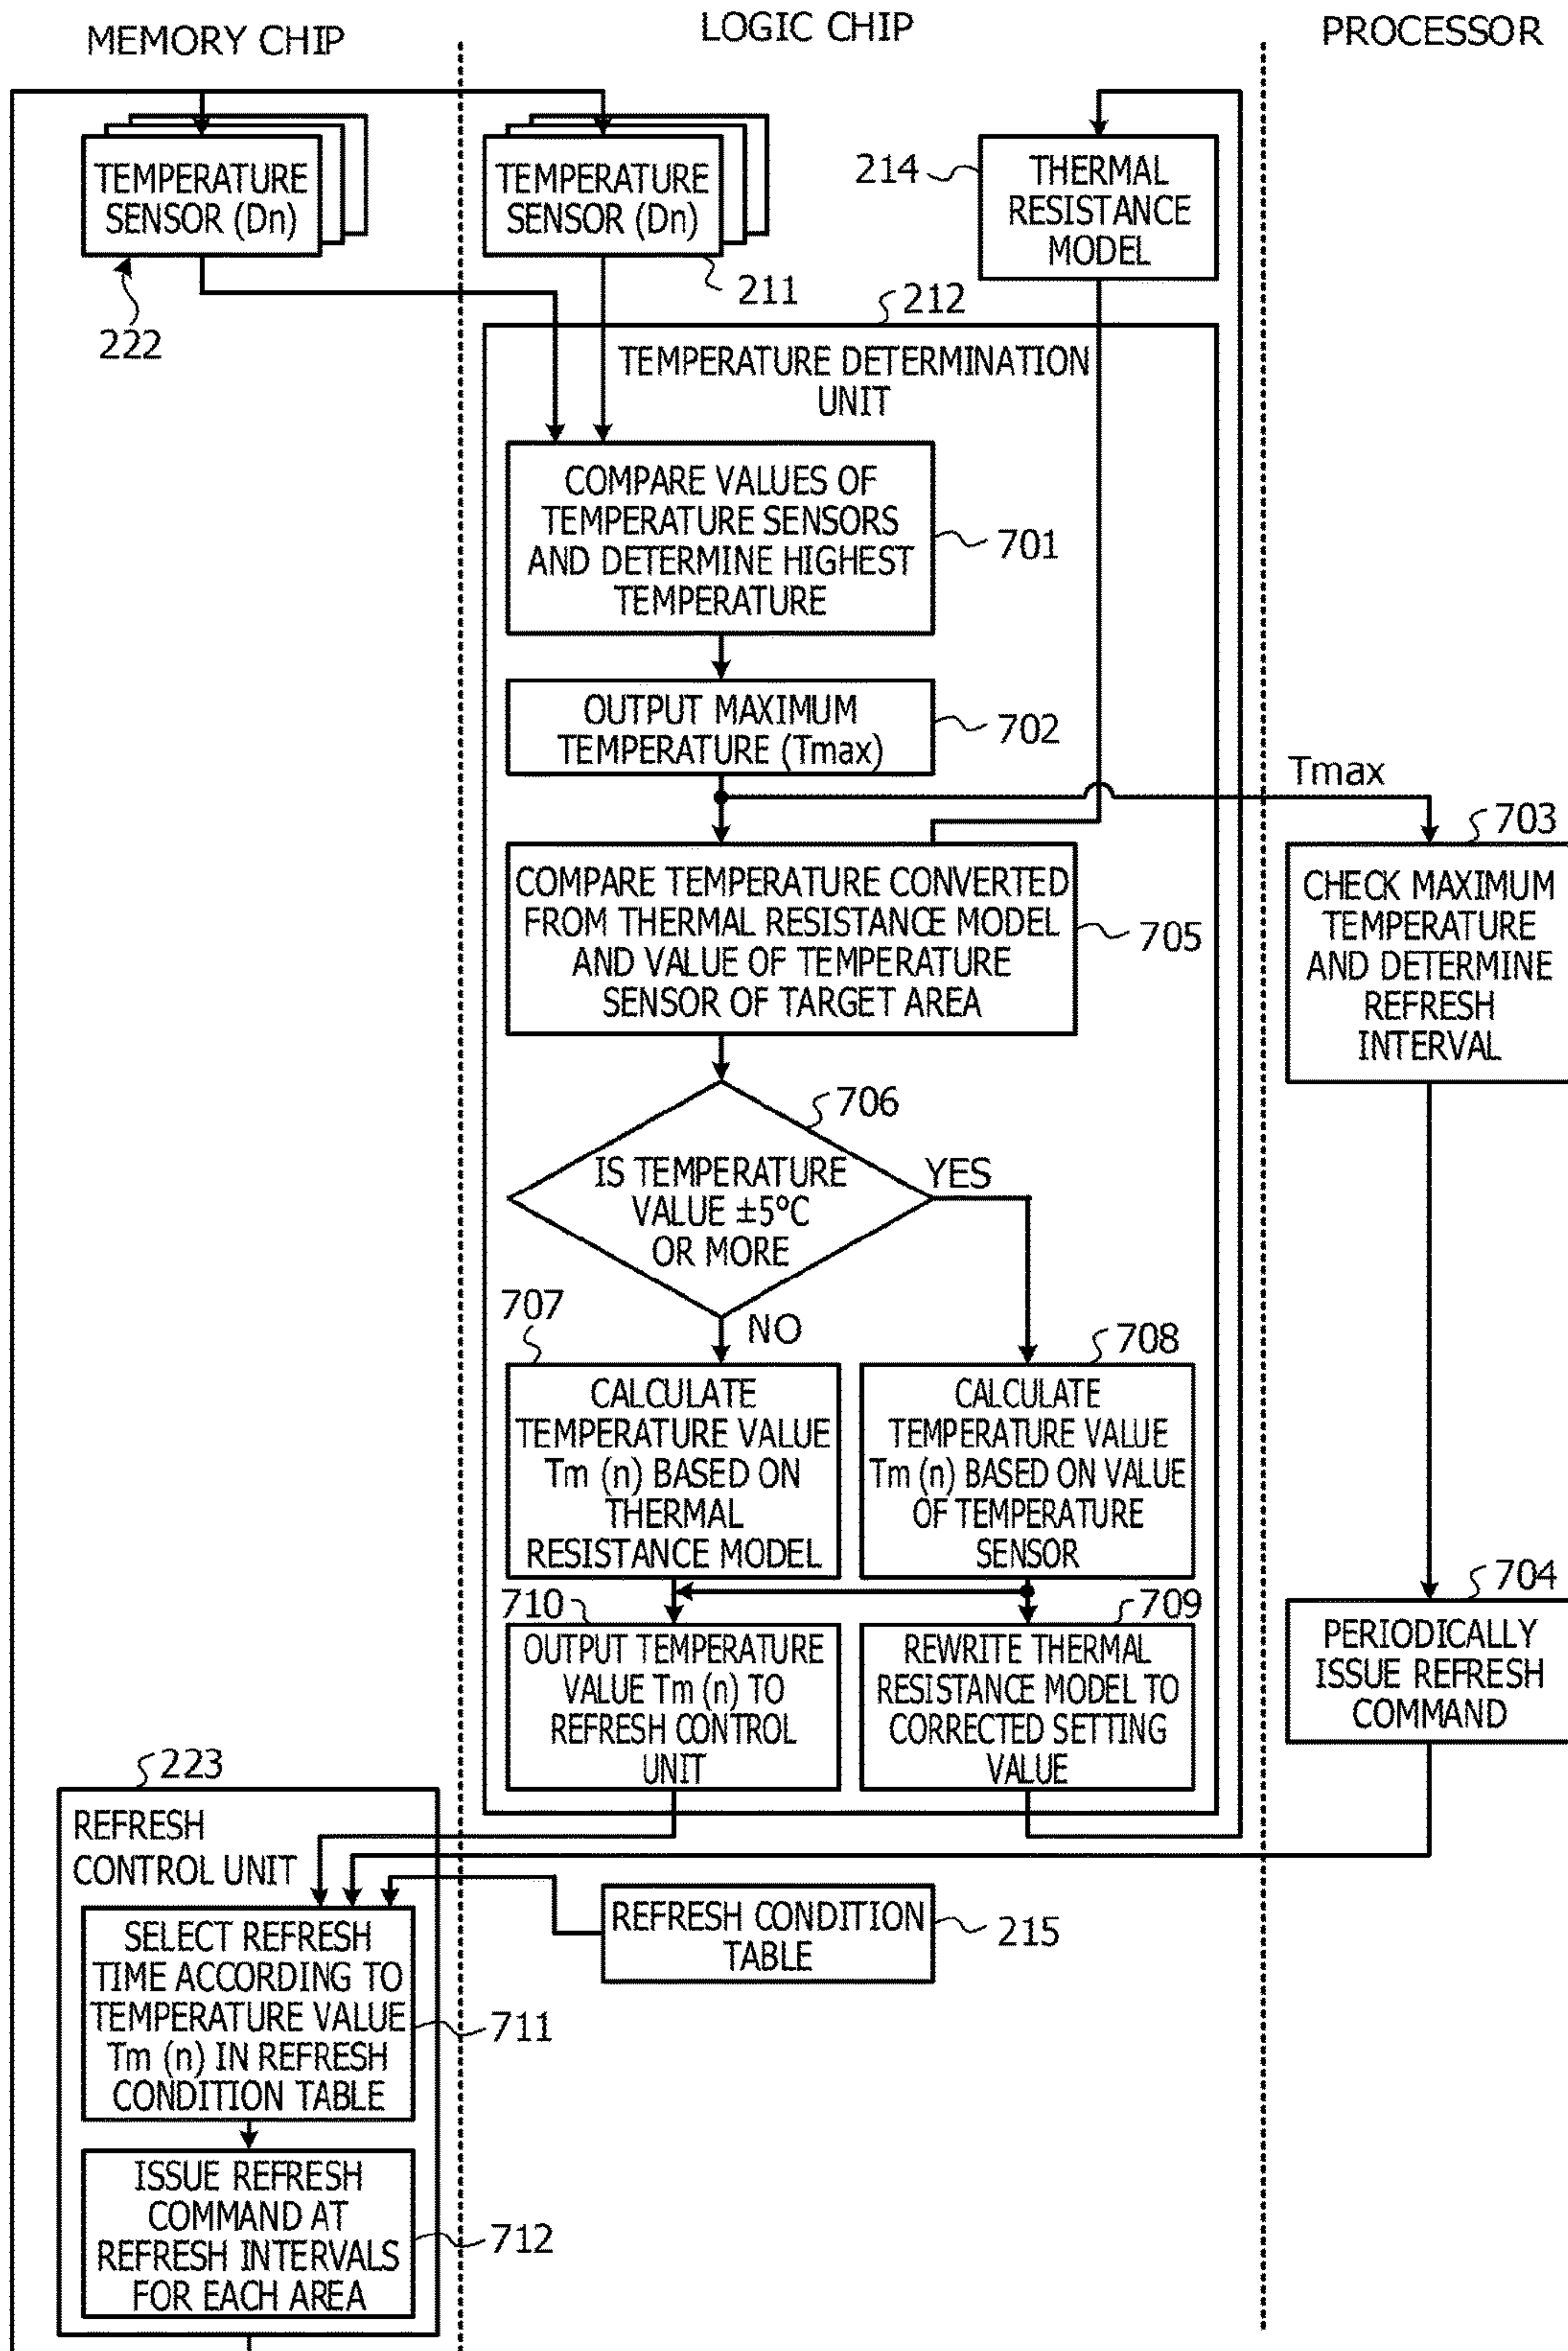 MEMORY CHIP
LOGIC CHIP
PROCESSOR
TEMPERATURE
SENSOR (Dn)
222
TEMPERATURE
SENSOR (Dn)
211
214
THERMAL
RESISTANCE
MODEL
212
TEMPERATURE DETERMINATION
UNIT
COMPARE VALUES OF
TEMPERATURE SENSORS
AND DETERMINE HIGHEST
TEMPERATURE
701
OUTPUT MAXIMUM
TEMPERATURE (Tmax)
702
Tmax
703
CHECK MAXIMUM
TEMPERATURE
AND DETERMINE
REFRESH
INTERVAL
COMPARE TEMPERATURE CONVERTED
FROM THERMAL RESISTANCE MODEL
AND VALUE OF TEMPERATURE
SENSOR OF TARGET AREA
705
706
IS TEMPERATURE
VALUE ±5°C
OR MORE
YES
NO
707
CALCULATE
TEMPERATURE VALUE
Tm (n) BASED ON
THERMAL
RESISTANCE MODEL
708
CALCULATE
TEMPERATURE VALUE
Tm (n) BASED ON VALUE
OF TEMPERATURE
SENSOR
704
PERIODICALLY
ISSUE REFRESH
COMMAND
710
OUTPUT TEMPERATURE
VALUE Tm (n) TO
REFRESH CONTROL
UNIT
709
REWRITE THERMAL
RESISTANCE MODEL TO
CORRECTED SETTING
VALUE
223
REFRESH
CONTROL UNIT
SELECT REFRESH
TIME ACCORDING TO
TEMPERATURE VALUE
Tm (n) IN REFRESH
CONDITION TABLE
711
REFRESH CONDITION
TABLE
215
ISSUE REFRESH
COMMAND AT
REFRESH INTERVALS
FOR EACH AREA
712